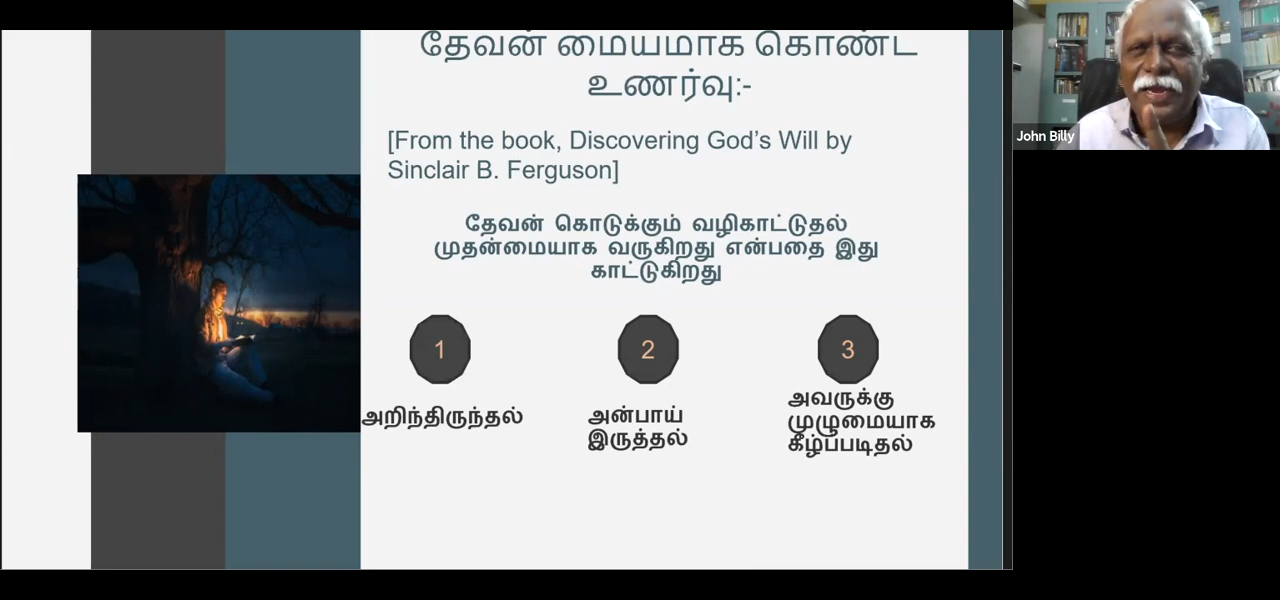 தேவன் மையமாக கொண்ட
உணர்வு:-
[From the book, Discovering God’s Will by
Sinclair B. Ferguson]
தேவன் கொடுக்கும் வழிகாட்டுதல்
முதன்மையாக வருகிறது என்பதை இது
காட்டுகிறது
1
2
3
அறிந்திருந்தல்
அன்பாய்
இருத்தல்
அவருக்கு
முழுமையாக
கீழ்ப்படிதல்
John Billy